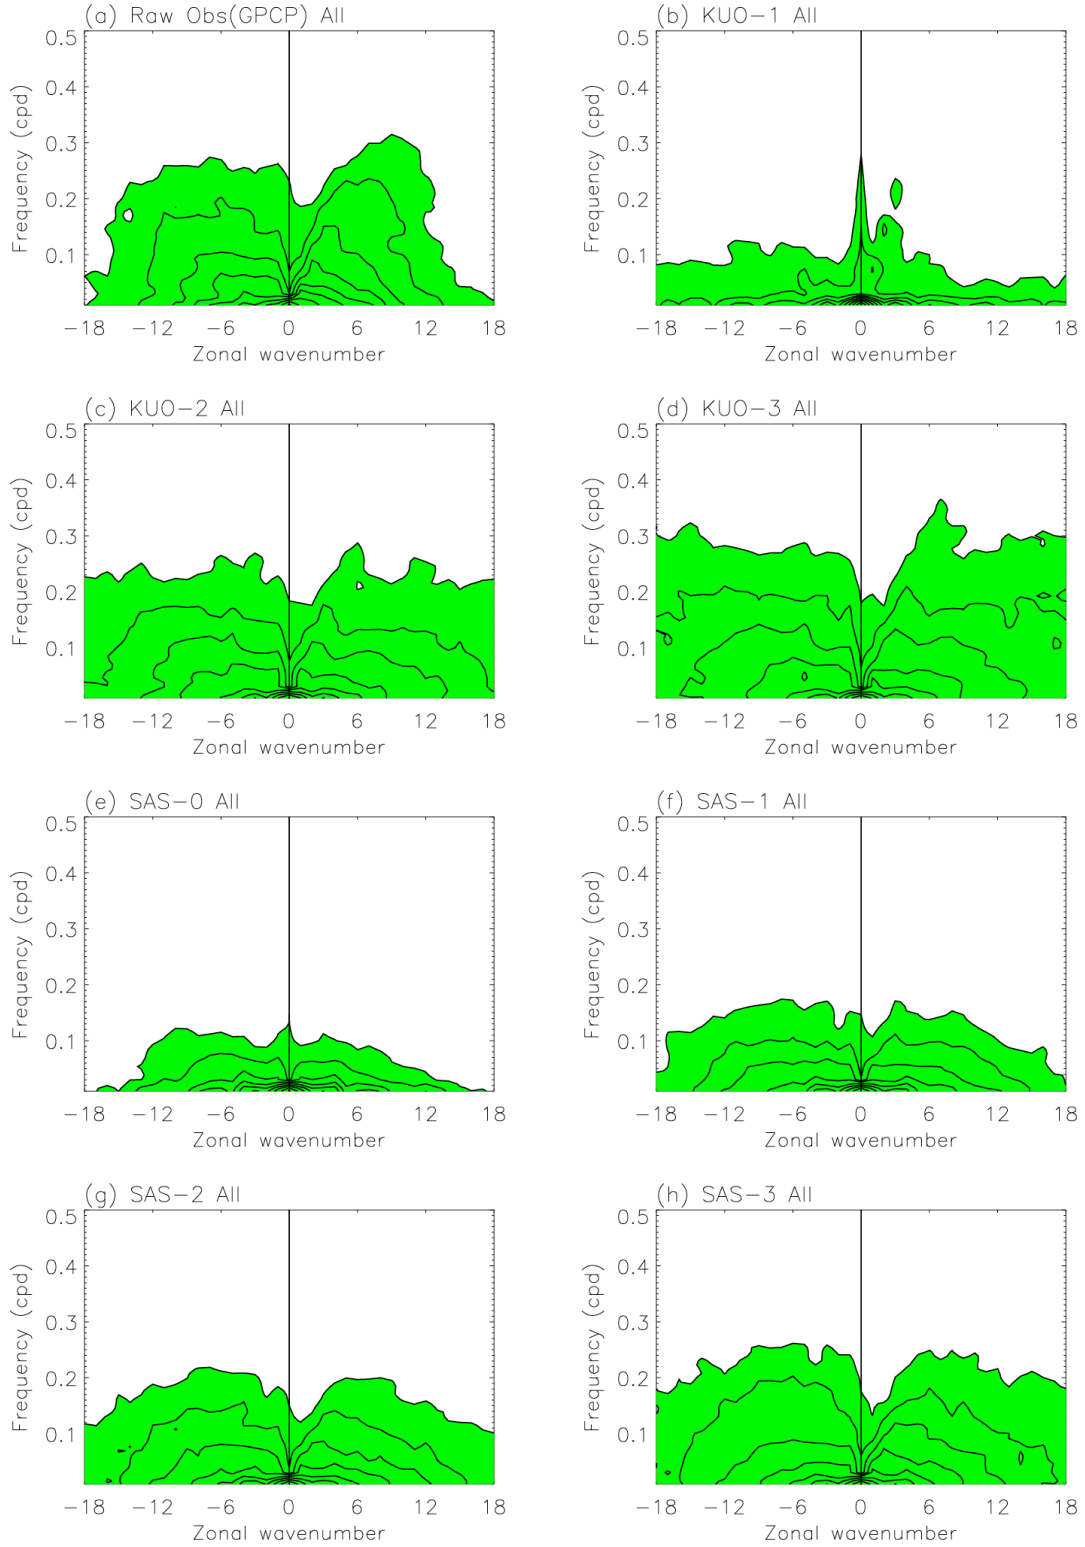 (a) Raw Obs(GPCP) All
0.5
0.4
0.3
0.2
0.1
Frequency (cpd)
−18 −12 −6 0 6 12 18
Zonal wavenumber
(b) KUO−1 All
0.5
0.4
0.3
0.2
0.1
Frequency (cpd)
−18 −12 −6 0 6 12 18
Zonal wavenumber
(c) KUO−2 All
0.5
0.4
0.3
0.2
0.1
Frequency (cpd)
−18 −12 −6 0 6 12 18
Zonal wavenumber
(d) KUO−3 All
0.5
0.4
0.3
0.2
0.1
Frequency (cpd)
−18 −12 −6 0 6 12 18
Zonal wavenumber
(e) SAS−0 All
0.5
0.4
0.3
0.2
0.1
Frequency (cpd)
−18 −12 −6 0 6 12 18
Zonal wavenumber
(f) SAS−1 All
0.5
0.4
0.3
0.2
0.1
Frequency (cpd)
−18 −12 −6 0 6 12 18
Zonal wavenumber
(g) SAS−2 All
0.5
0.4
0.3
0.2
0.1
Frequency (cpd)
−18 −12 −6 0 6 12 18
Zonal wavenumber
(h) SAS−3 All
0.5
0.4
0.3
0.2
0.1
Frequency (cpd)
−18 −12 −6 0 6 12 18
Zonal wavenumber